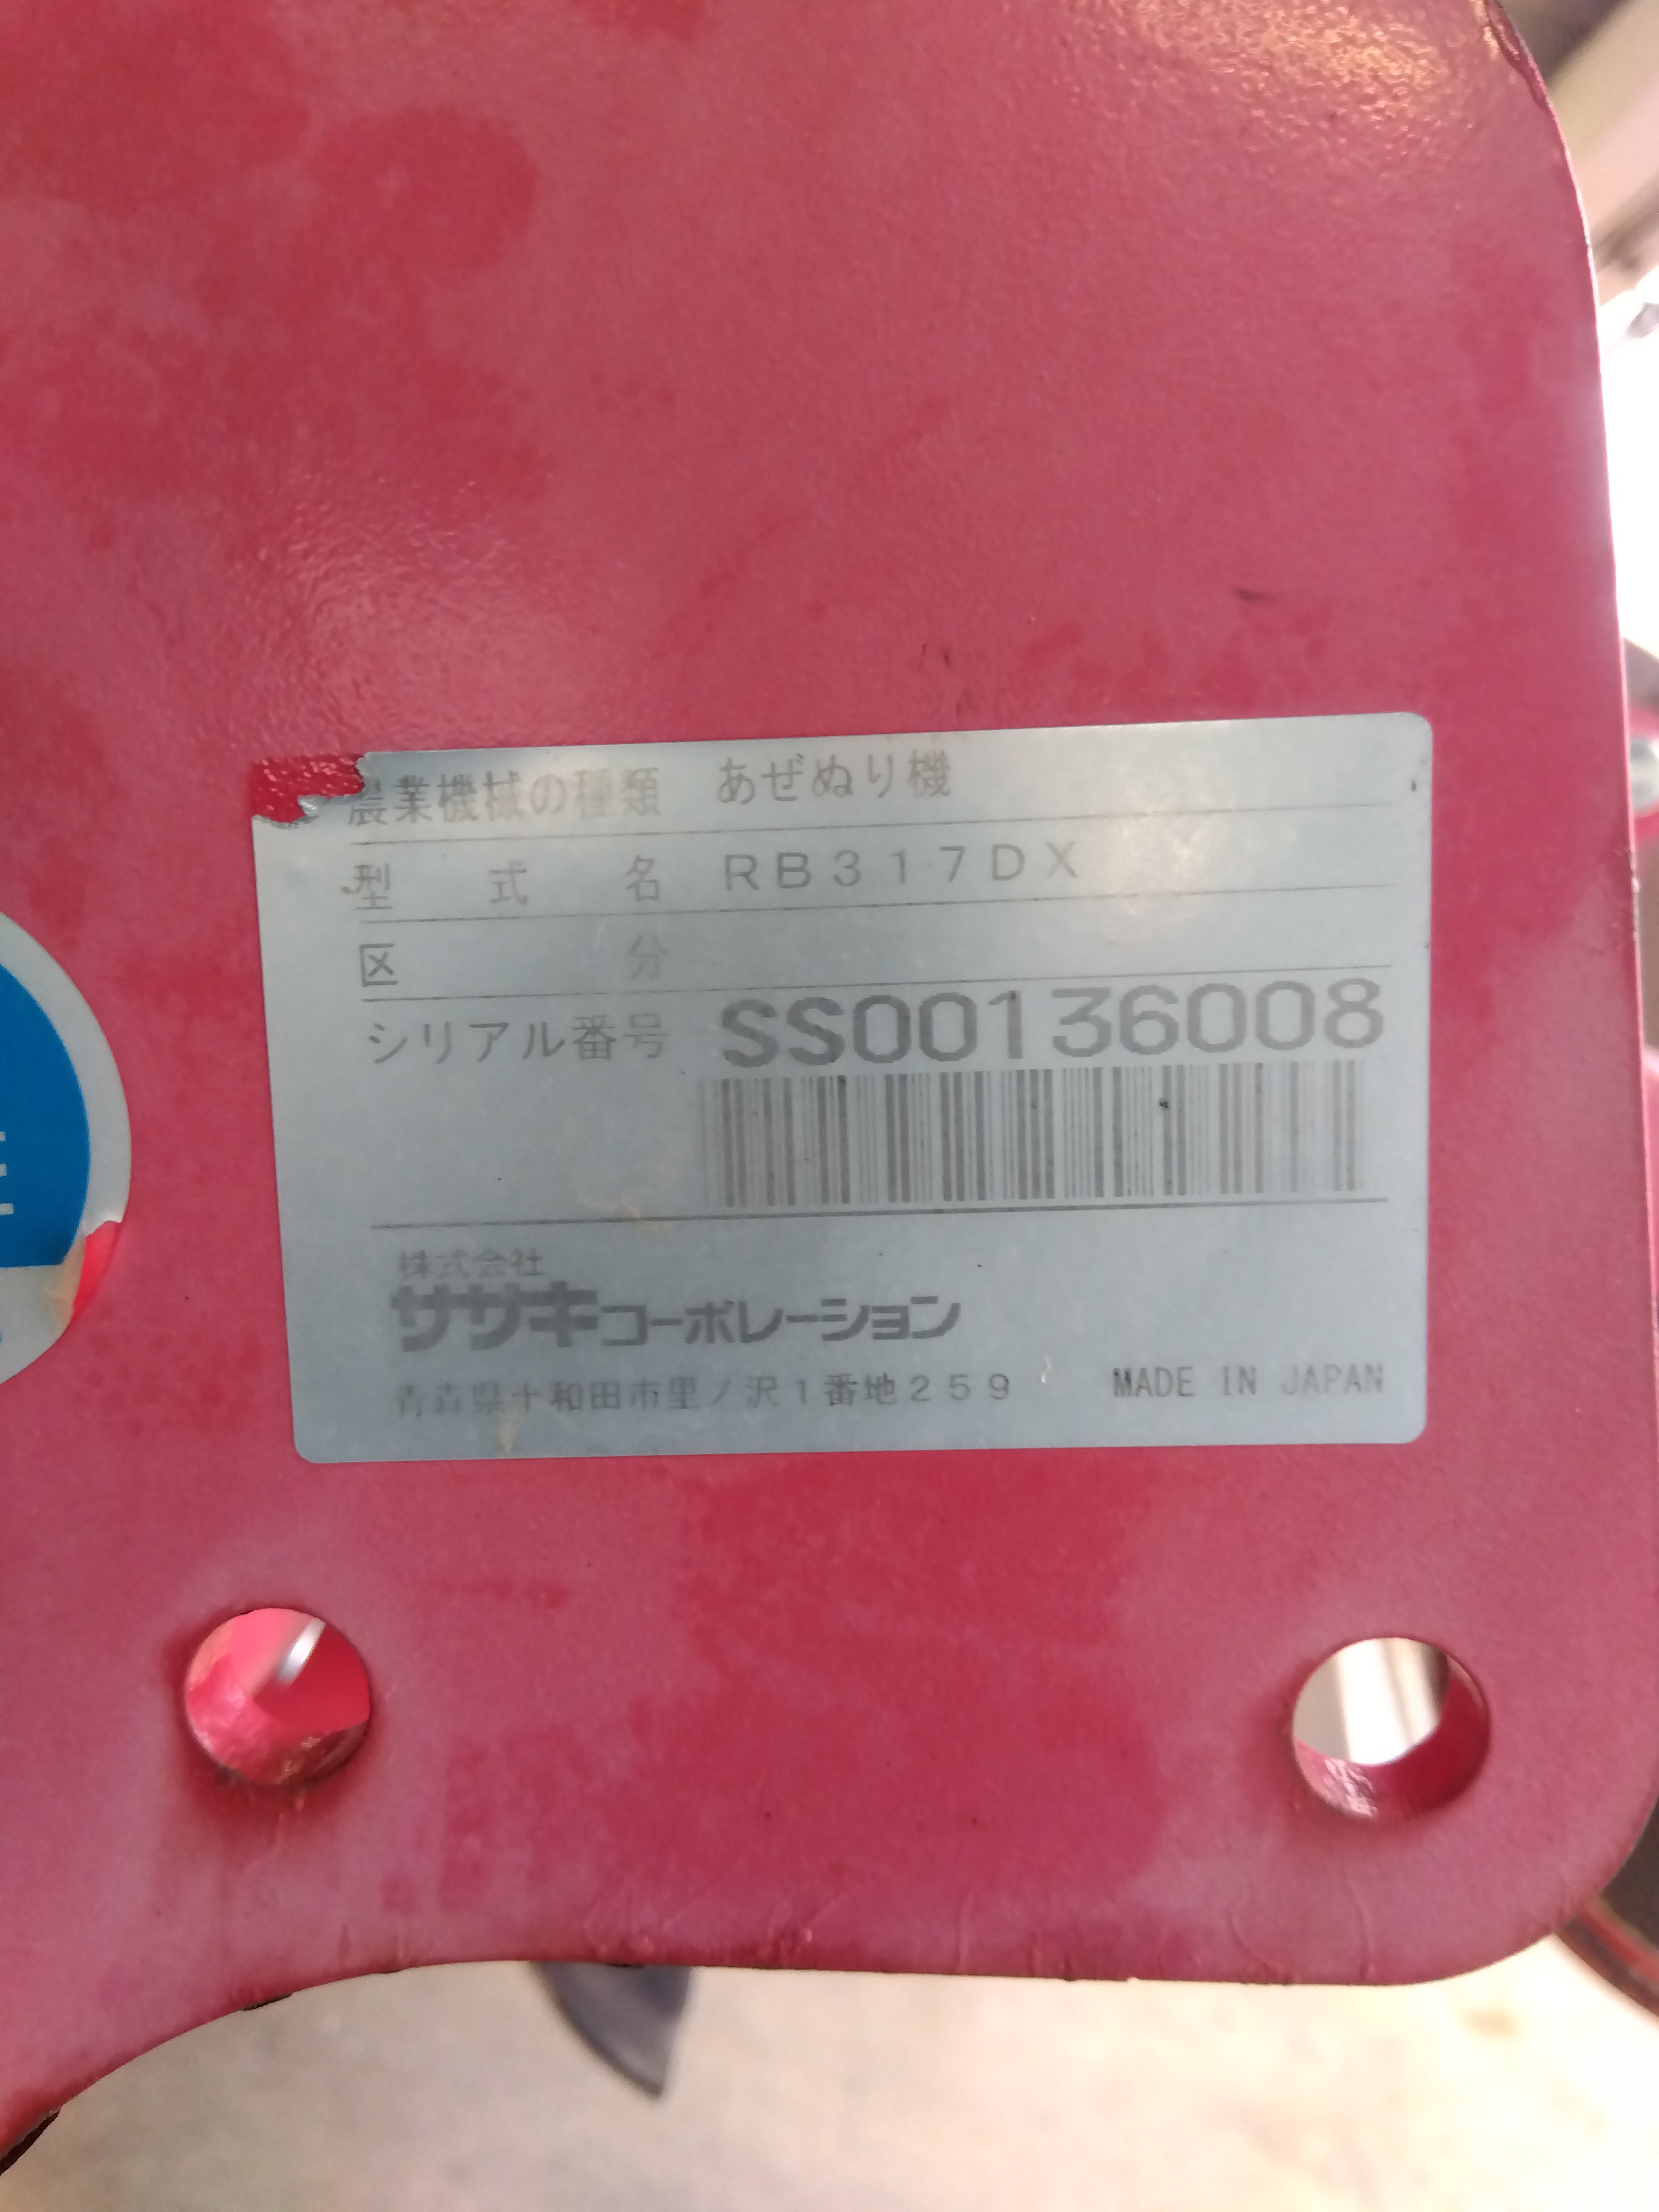 農業機械の種類 あぜぬり機
型式名 RB317DX
区分
シリアル番号 SS00136008
株式会社
ササキコーポレーション
青森県十和田市里ノ沢1番地259 MADE IN JAPAN